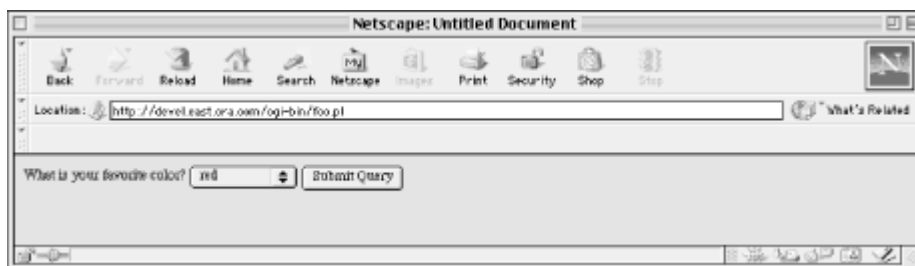 Netscape: Untitled Document
Back Forward Reload Home Search Netscape Images Print Security Shop Stop
My
N
Location: http://devel.east.ora.com/cgi-bin/foo.pl What's Related
What is your favorite color? red Submit Query